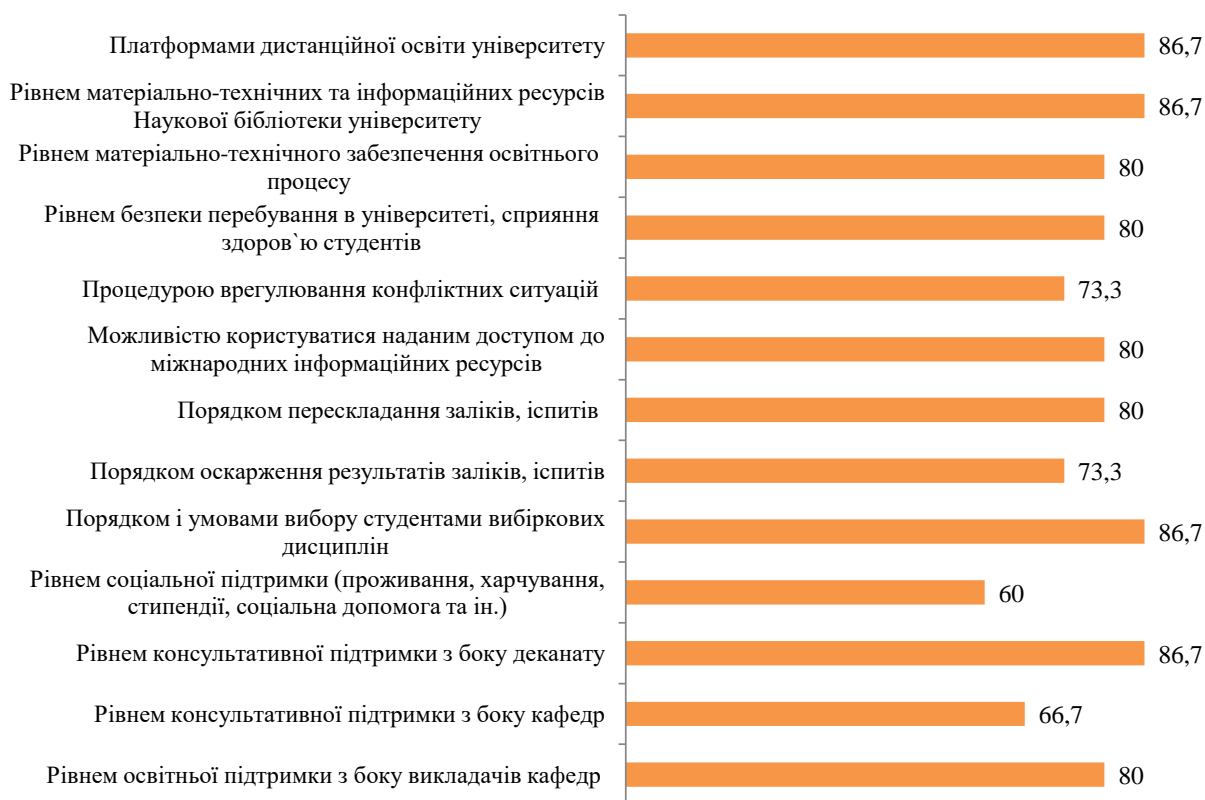 Платформами дистанційної освіти університету
86,7
Рівнем матеріально-технічних та інформаційних ресурсів
Наукової бібліотеки університету
86,7
Рівнем матеріально-технічного забезпечення освітнього
процесу
80
Рівнем безпеки перебування в університеті, сприяння
здоров`ю студентів
80
Процедурою врегулювання конфліктних ситуацій
73,3
Можливістю користуватися наданим доступом до
міжнародних інформаційних ресурсів
80
Порядком перескладання заліків, іспитів
80
Порядком оскарження результатів заліків, іспитів
73,3
Порядком і умовами вибору студентами вибіркових
дисциплін
86,7
Рівнем соціальної підтримки (проживання, харчування,
стипендії, соціальна допомога та ін.)
60
Рівнем консультативної підтримки з боку деканату
86,7
Рівнем консультативної підтримки з боку кафедр
66,7
Рівнем освітньої підтримки з боку викладачів кафедр
80